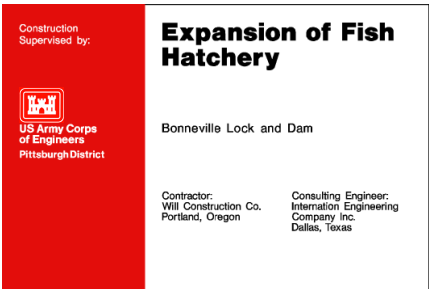 Construction
Supervised by:
US Army Corps
of Engineers
Pittsburgh District
Expansion of Fish
Hatchery
Bonneville Lock and Dam
Contractor:
Will Construction Co.
Portland, Oregon
Consulting Engineer:
Internation Engineering
Company Inc.
Dallas, Texas